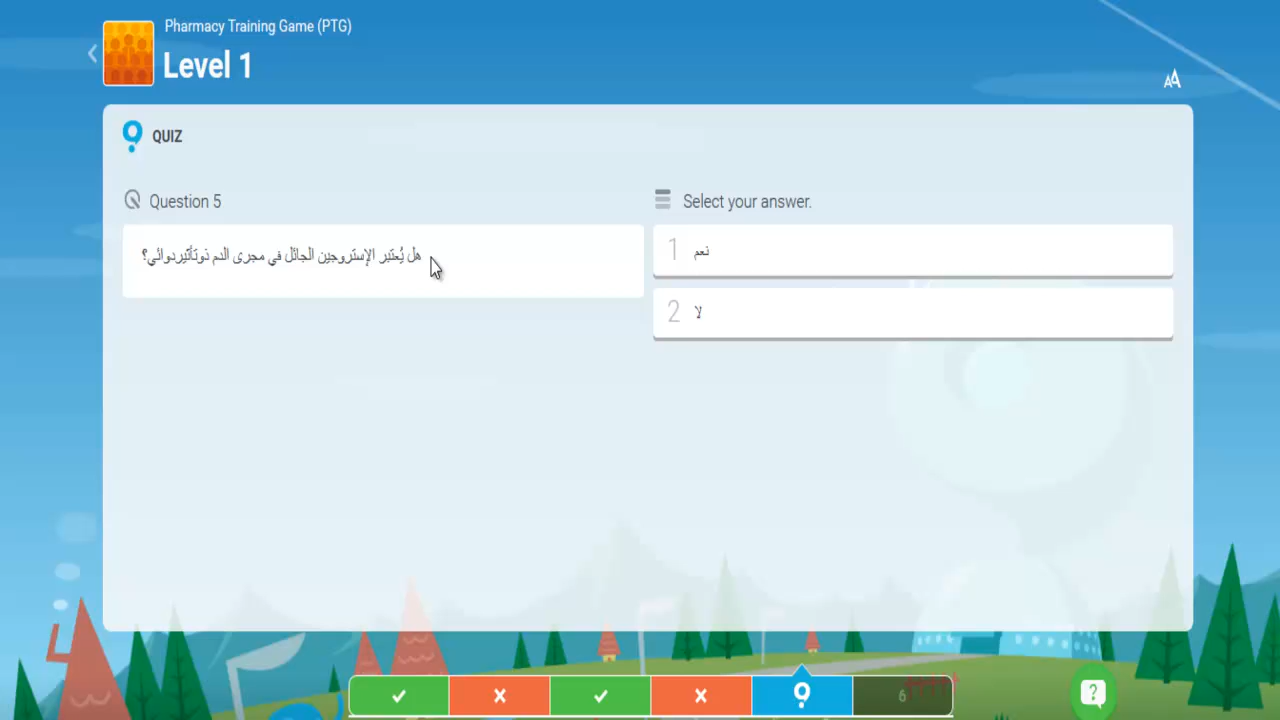 Pharmacy Training Game (PTG)
Level 1
QUIZ
Question 5
هل يُعتبر الإستروجين الجائل في مجرى الدم ذوتأثيردوائي؟
Select your answer.
1 نعم
2 لا
6